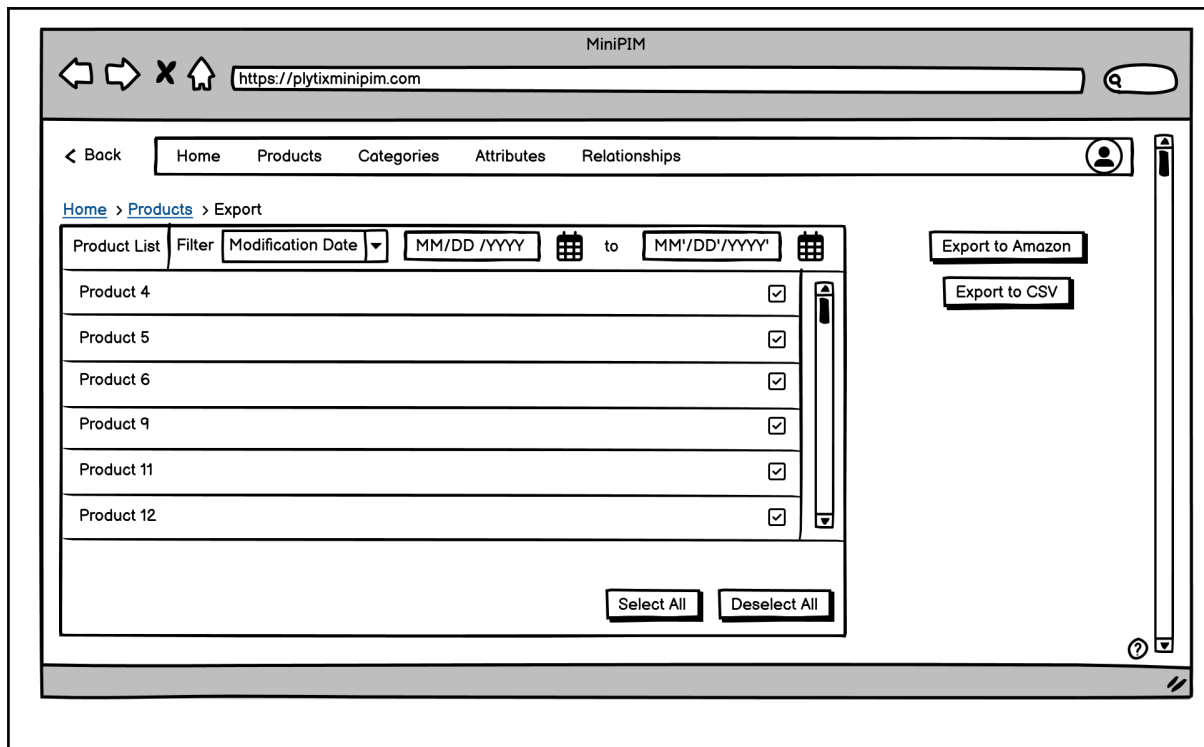 MiniPIM
https://plytixminipim.com
Back Home Products Categories Attributes Relationships
Home > Products > Export
Product List Filter Modification Date MM/DD /YYYY to MM'/DD'/YYYY' Export to Amazon
Product 4 Export to CSV
Product 5
Product 6
Product 9
Product 11
Product 12
Select All Deselect All
?